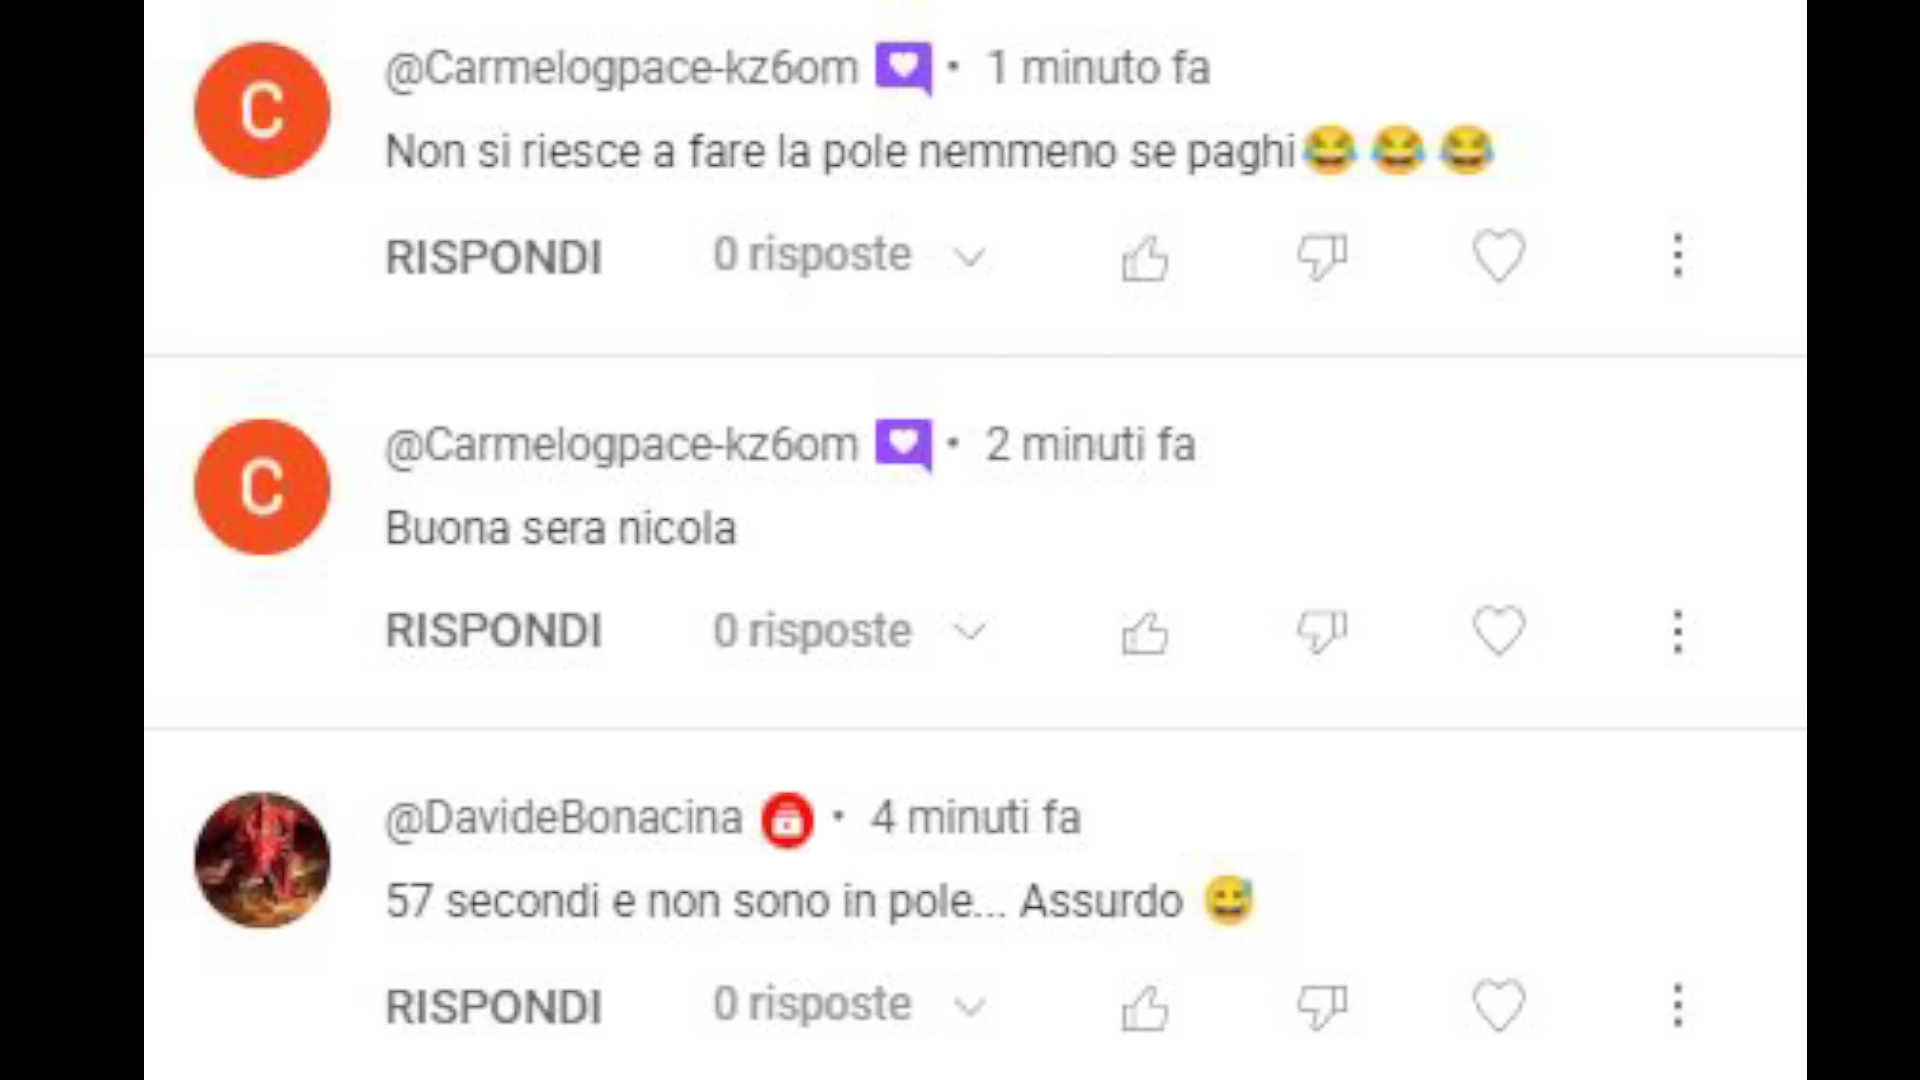 C
@Carmelogpace-kz6om • 1 minuto fa
Non si riesce a fare la pole nemmeno se paghi😂😂😂
RISPONDI 0 risposte
C
@Carmelogpace-kz6om • 2 minuti fa
Buona sera nicola
RISPONDI 0 risposte
@DavideBonacina • 4 minuti fa
57 secondi e non sono in pole... Assurdo 😅
RISPONDI 0 risposte